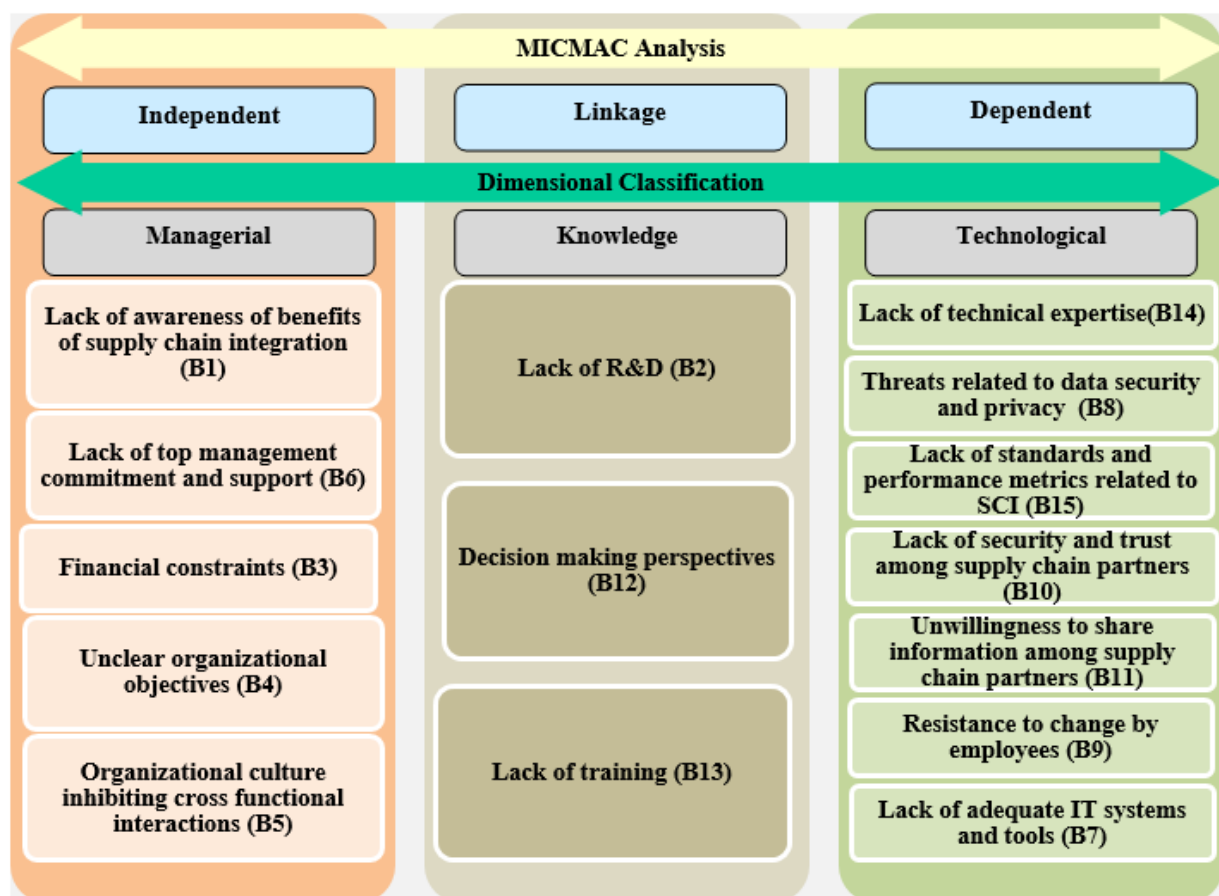 MICMAC Analysis
Independent
Linkage
Dependent
Dimensional Classification
Managerial
Knowledge
Technological
Lack of awareness of benefits
of supply chain integration
(B1)
Lack of top management
commitment and support (B6)
Financial constraints (B3)
Unclear organizational
objectives (B4)
Organizational culture
inhibiting cross functional
interactions (B5)
Lack of R&D (B2)
Decision making perspectives
(B12)
Lack of training (B13)
Lack of technical expertise(B14)
Threats related to data security
and privacy (B8)
Lack of standards and
performance metrics related to
SCI (B15)
Lack of security and trust
among supply chain partners
(B10)
Unwillingness to share
information among supply
chain partners (B11)
Resistance to change by
employees (B9)
Lack of adequate IT systems
and tools (B7)